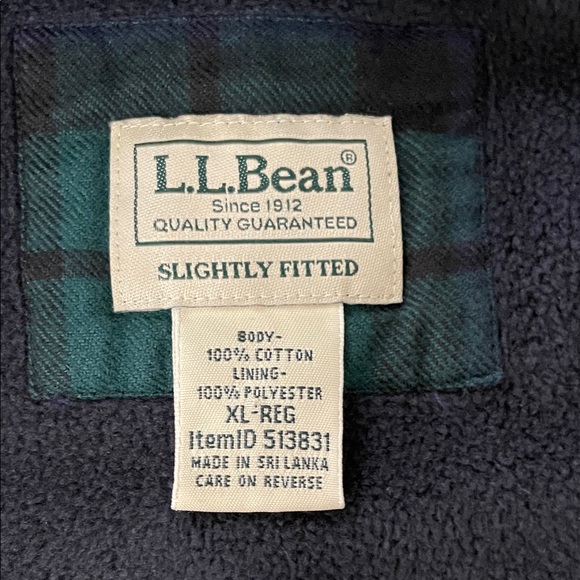 L.L.Bean®
Since 1912
QUALITY GUARANTEED
SLIGHTLY FITTED
BODY-
100% COTTON
LINING-
100% POLYESTER
XL-REG
ItemID 513831
MADE IN SRI LANKA
CARE ON REVERSE